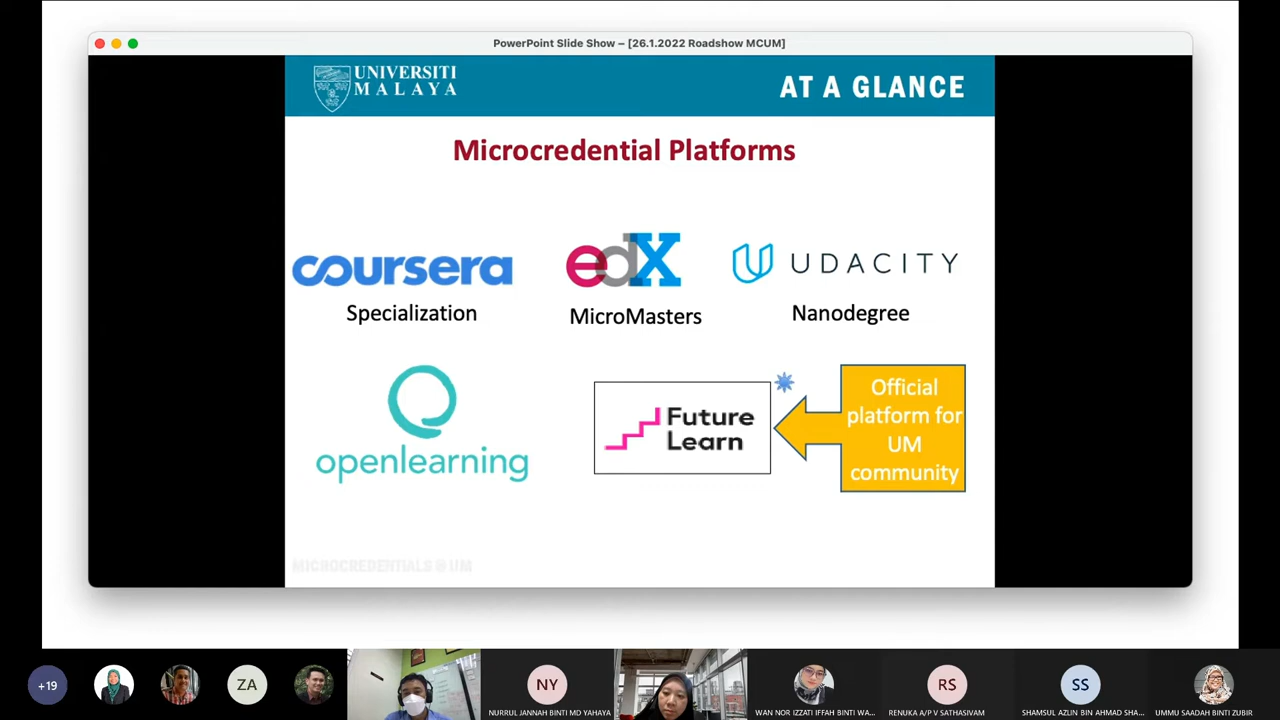 PowerPoint Slide Show – [26.1.2022 Roadshow MCUM]
UNIVERSITI
MALAYA
AT A GLANCE
Microcredential Platforms
coursera
edX
UDACITY
Specialization
MicroMasters
Nanodegree
openlearning
Future
Learn
Official
platform for
UM
community
MICROCREDENTIALS @ UM
+19
ZA
NY
RS
SS
NURRUL JANNAH BINTI MD YAHAYA
WAN NOR IZZATI IFFAH BINTI WA...
RENUKA A/P V SATHASIVAM
SHAMSUL AZLIN BIN AHMAD SHA...
UMMU SAADAH BINTI ZUBIR